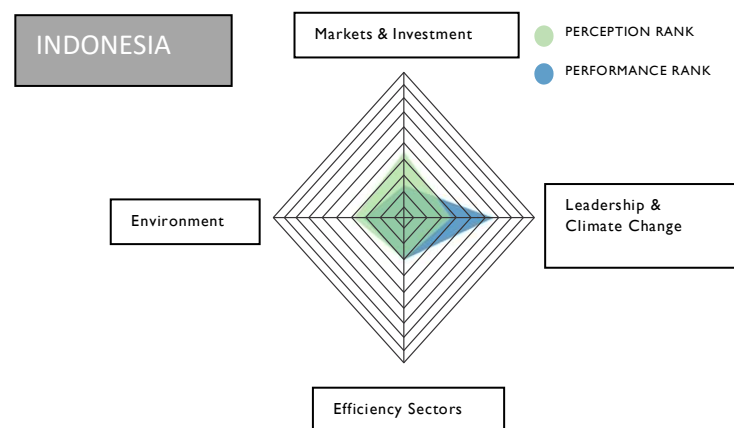 INDONESIA
Markets & Investment
PERCEPTION RANK
PERFORMANCE RANK
Environment
Leadership &
Climate Change
Efficiency Sectors